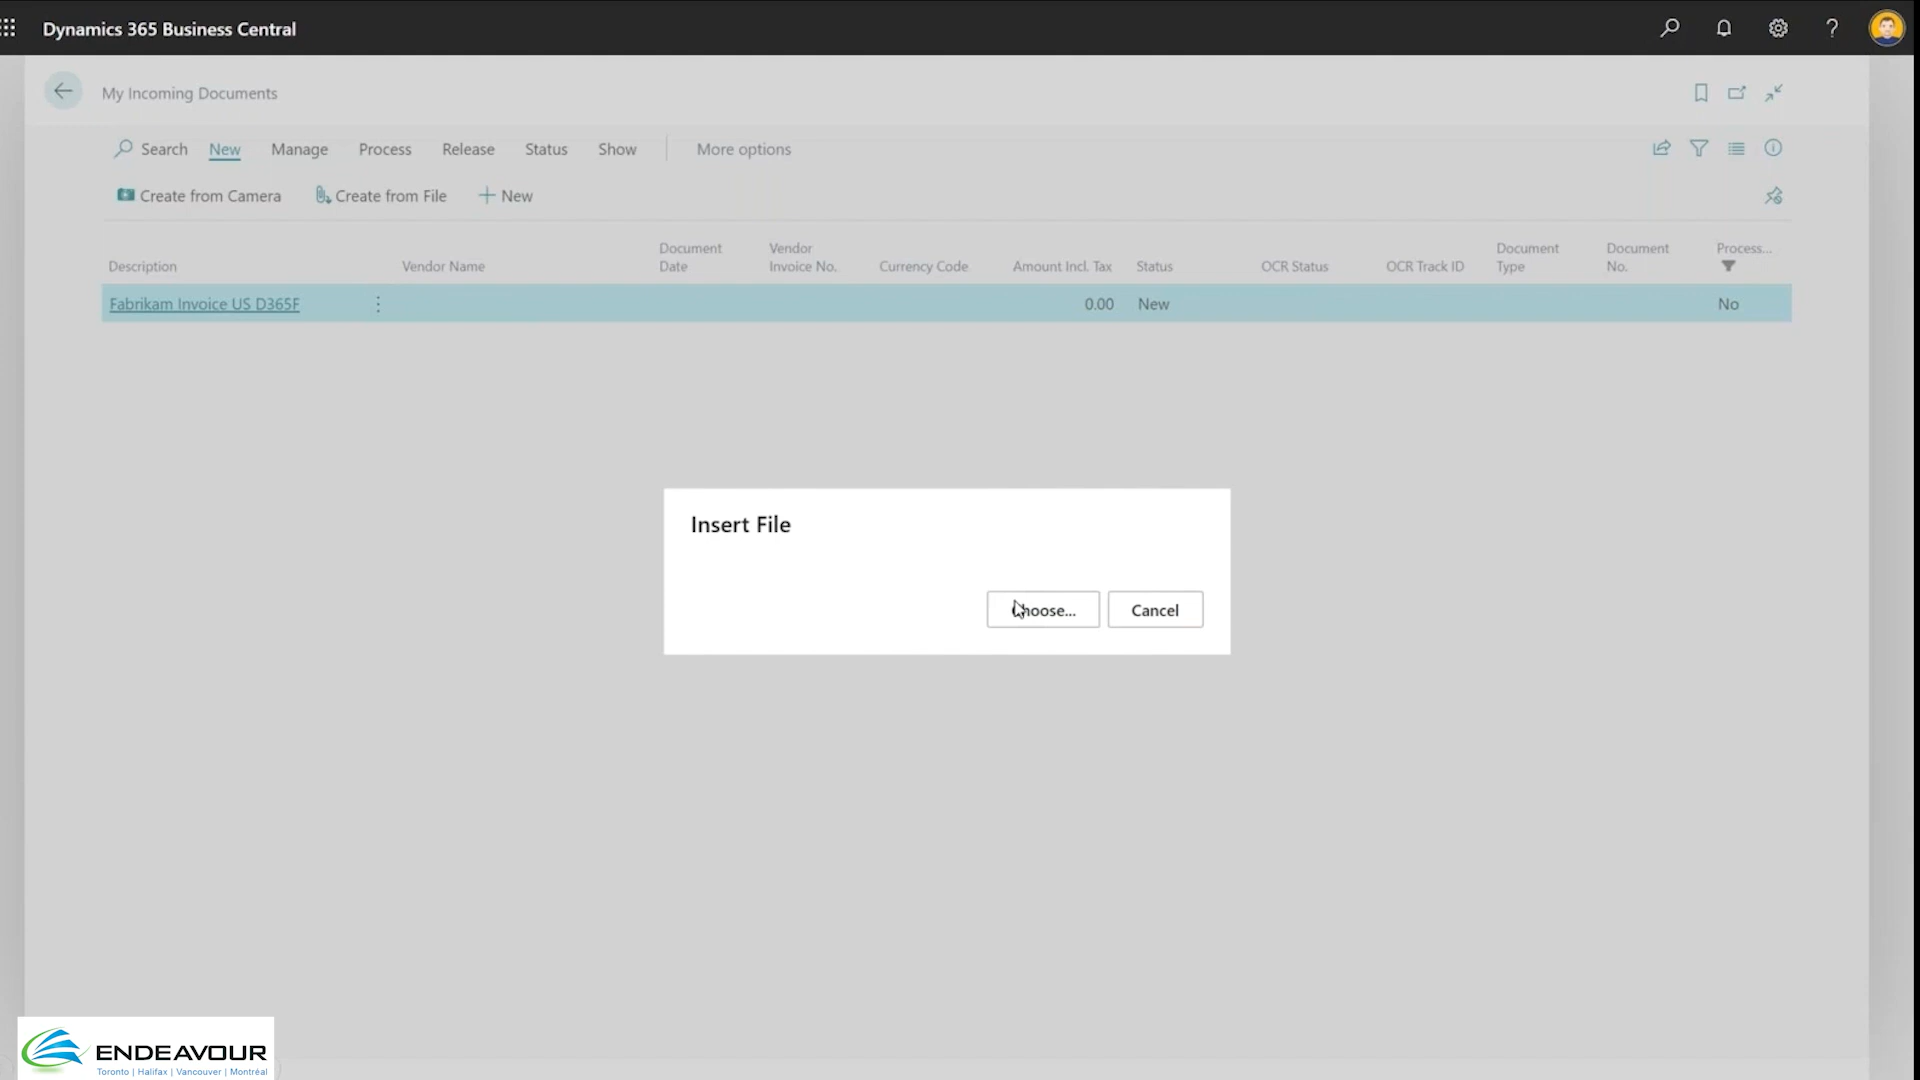 Dynamics 365 Business Central
?
My Incoming Documents
Search New Manage Process Release Status Show More options
Create from Camera Create from File + New
Description Vendor Name Document Date Vendor Invoice No. Currency Code Amount Incl. Tax Status OCR Status OCR Track ID Document Type Document No. Process...
Fabrikam Invoice US D365F 0.00 New No
Insert File
Choose... Cancel
ENDEAVOUR
Toronto | Halifax | Vancouver | Montréal